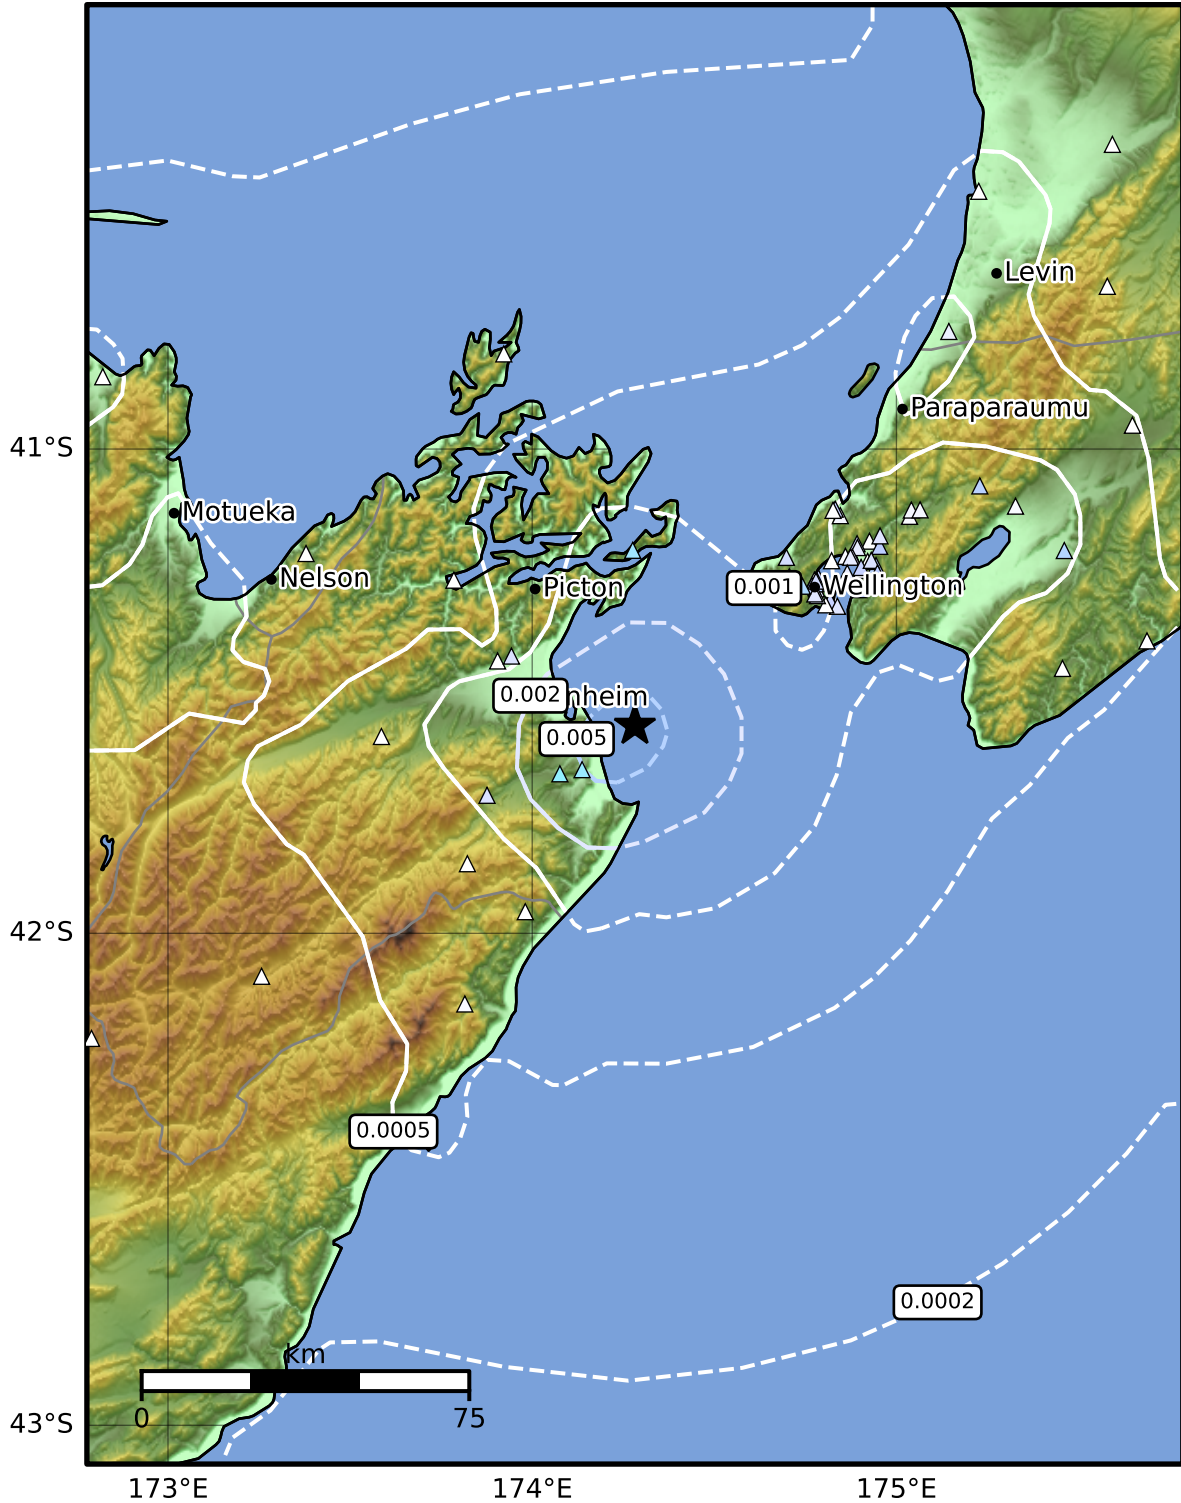 Levin
Paraparaumu
41°S
Motueka
Nelson
Picton
0.001
Wellington
0.002
nheim
0.005
42°S
0.0005
0.0002
km
0
75
43°S
173°E
174°E
175°E